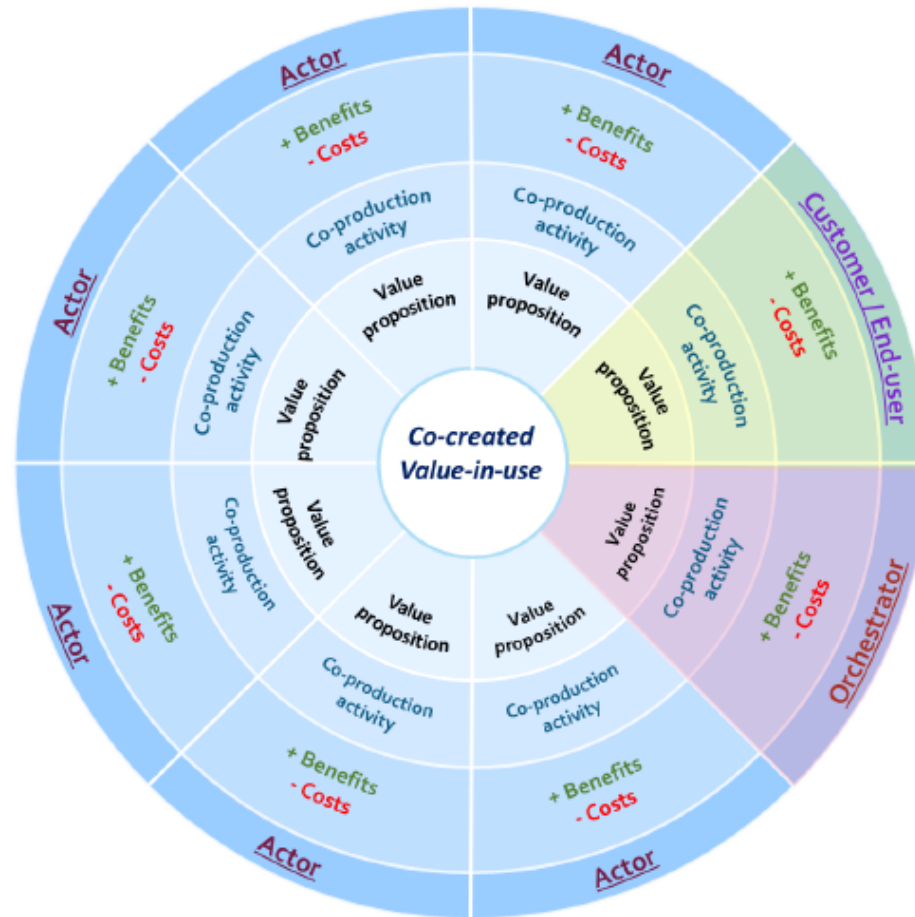 Actor
+ Benefits
- Costs
Co-production
activity
Value
proposition
Actor
+ Benefits
- Costs
Co-production
activity
Value
proposition
Customer / End-user
+ Benefits
- Costs
Co-production
activity
Value
proposition
Orchestrator
+ Benefits
- Costs
Co-production
activity
Value
proposition
Actor
+ Benefits
- Costs
Co-production
activity
Value
proposition
Actor
+ Benefits
- Costs
Co-production
activity
Value
proposition
Actor
+ Benefits
- Costs
Co-production
activity
Value
proposition
Actor
+ Benefits
- Costs
Co-production
activity
Value
proposition
Co-created
Value-in-use